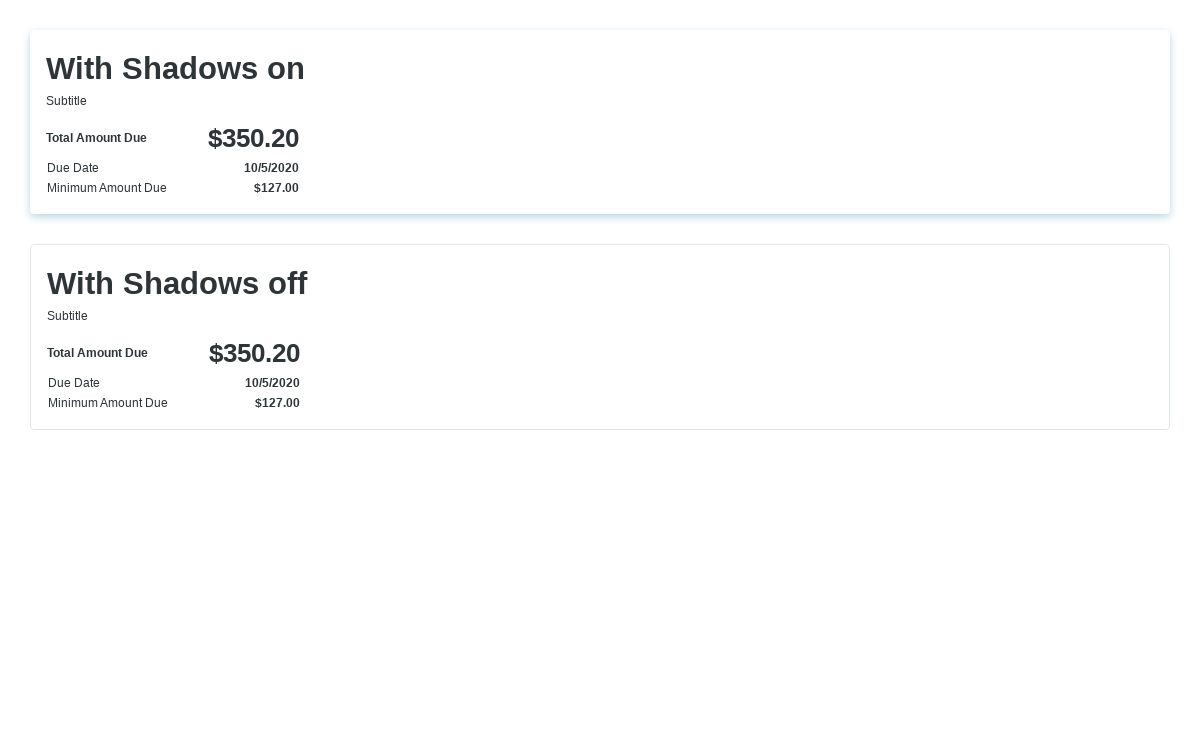 With Shadows on
Subtitle
Total Amount Due $350.20
Due Date 10/5/2020
Minimum Amount Due $127.00
With Shadows off
Subtitle
Total Amount Due $350.20
Due Date 10/5/2020
Minimum Amount Due $127.00